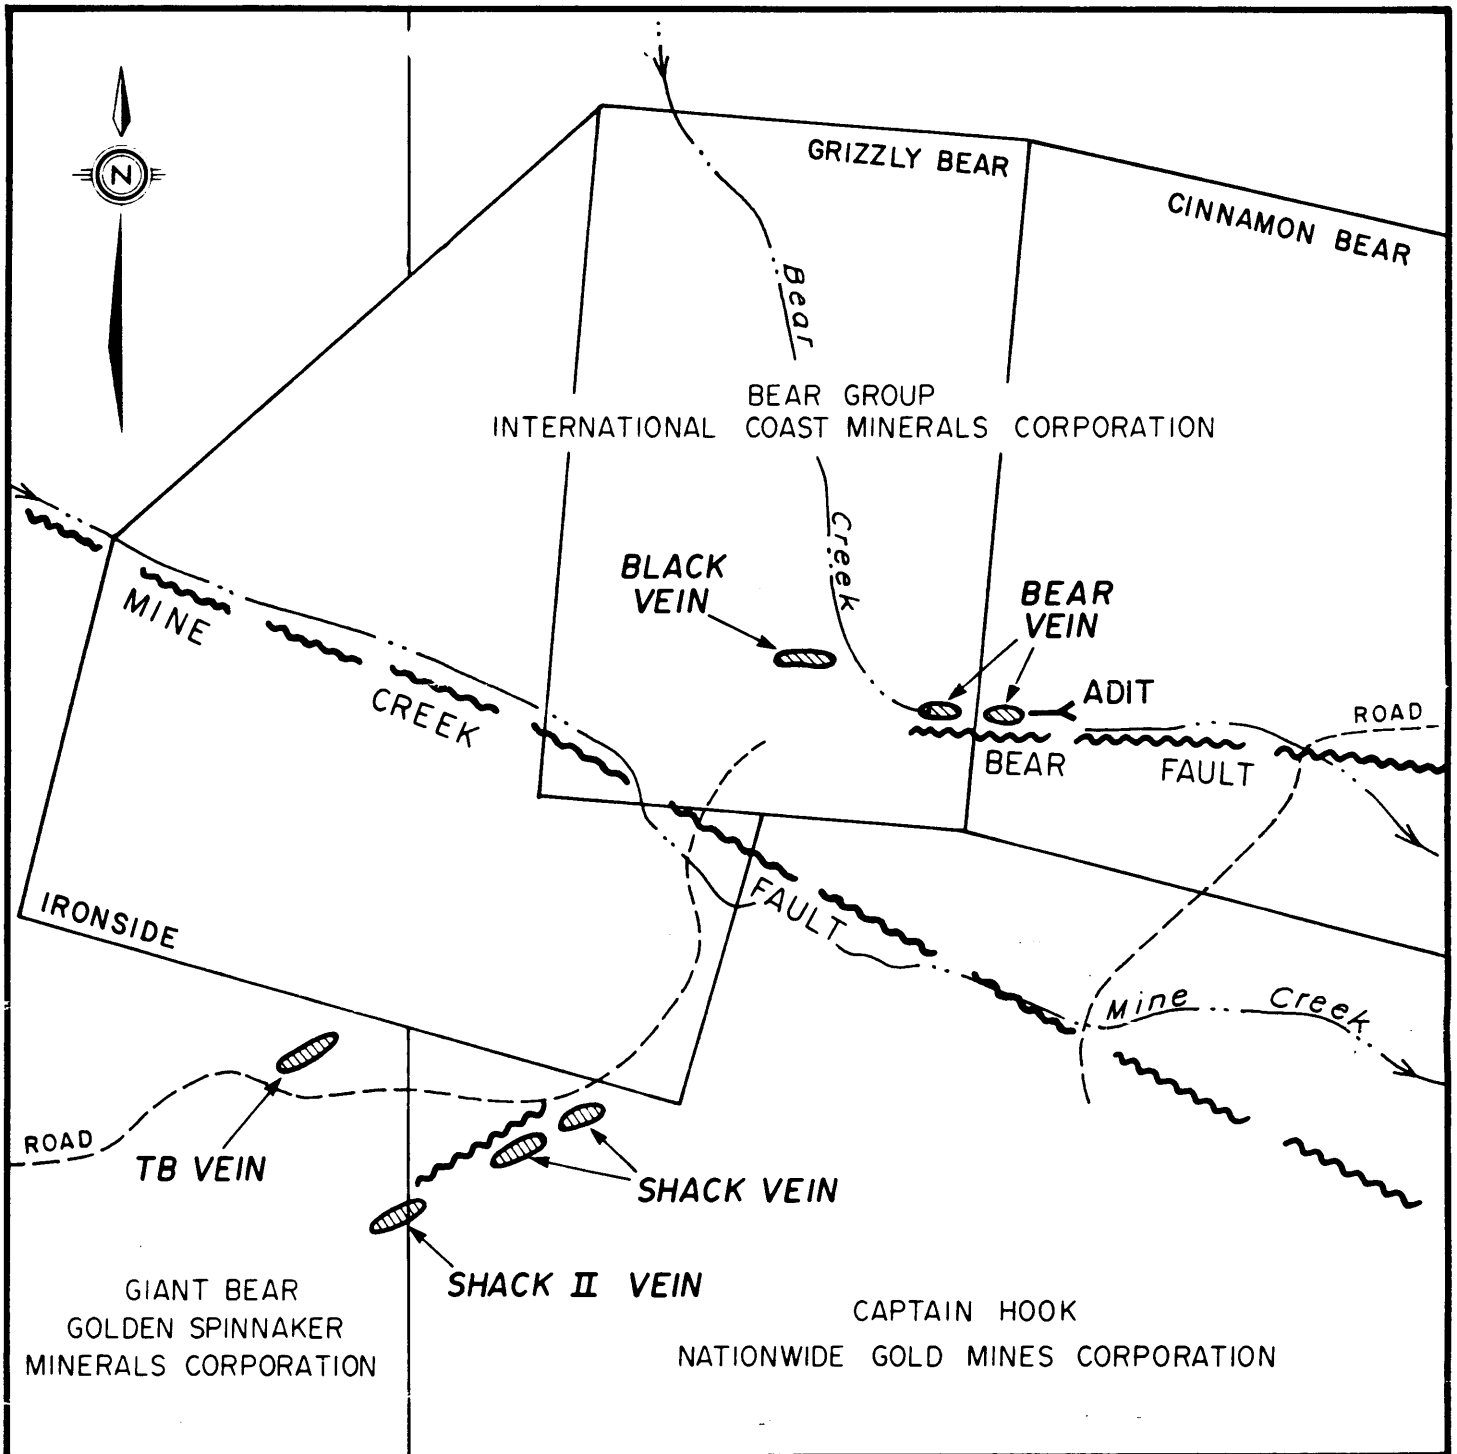 N
GRIZZLY BEAR
CINNAMON BEAR
Bear
BEAR GROUP
INTERNATIONAL COAST MINERALS CORPORATION
Creek
BLACK
VEIN
BEAR
VEIN
MINE
CREEK
ADIT
ROAD
BEAR FAULT
FAULT
IRONSIDE
Mine Creek
ROAD
TB VEIN
SHACK VEIN
SHACK II VEIN
GIANT BEAR
GOLDEN SPINNAKER
MINERALS CORPORATION
CAPTAIN HOOK
NATIONWIDE GOLD MINES CORPORATION